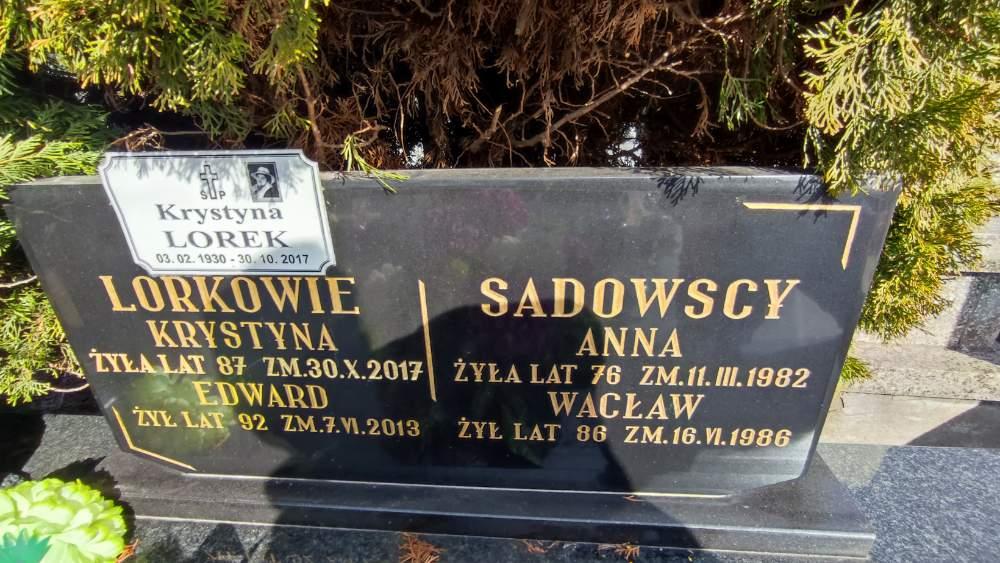 Ś P
Krystyna
LOREK
03. 02. 1930 - 30. 10. 2017
LORKOWIE
KRYSTYNA
ŻYŁA LAT 87 ZM.30.X.2017
EDWARD
ŻYŁ LAT 92 ZM.7.VI.2013
SADOWSCY
ANNA
ŻYŁA LAT 76 ZM.11.III.1982
WACŁAW
ŻYŁ LAT 86 ZM.16.VI.1986